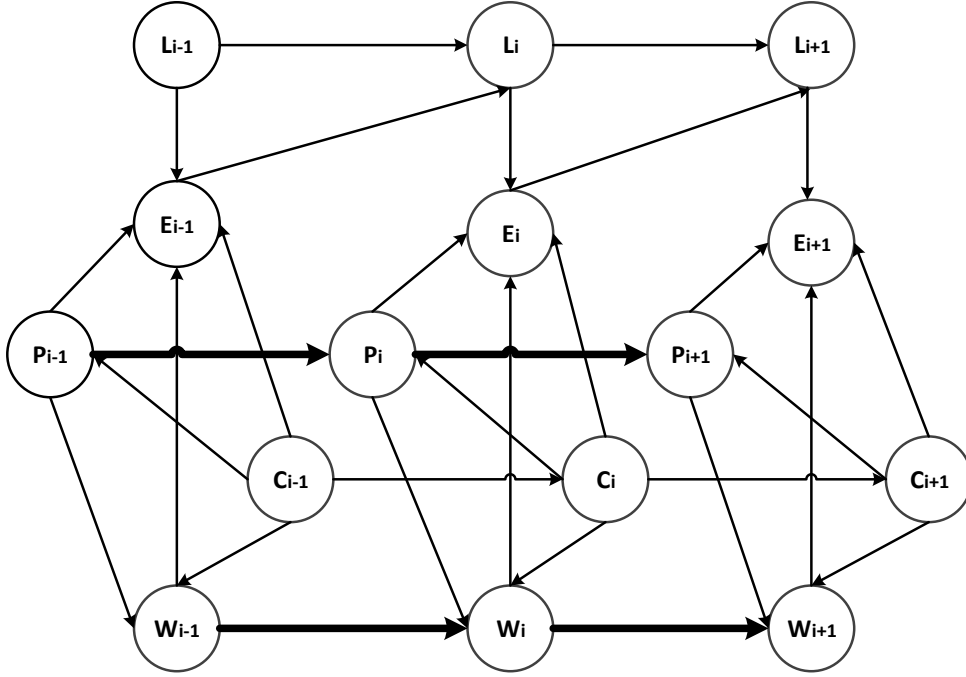 Li-1 Li Li+1
Ei-1 Ei Ei+1
Pi-1 Pi Pi+1
Ci-1 Ci Ci+1
Wi-1 Wi Wi+1